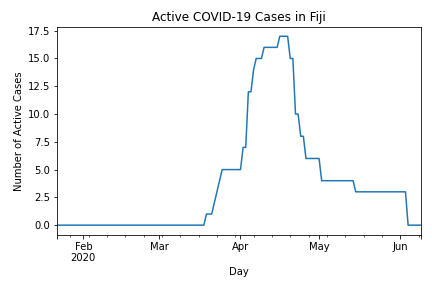 Active COVID-19 Cases in Fiji
Number of Active Cases
17.5
15.0
12.5
10.0
7.5
5.0
2.5
0.0
Feb
2020
Mar
Apr
May
Jun
Day